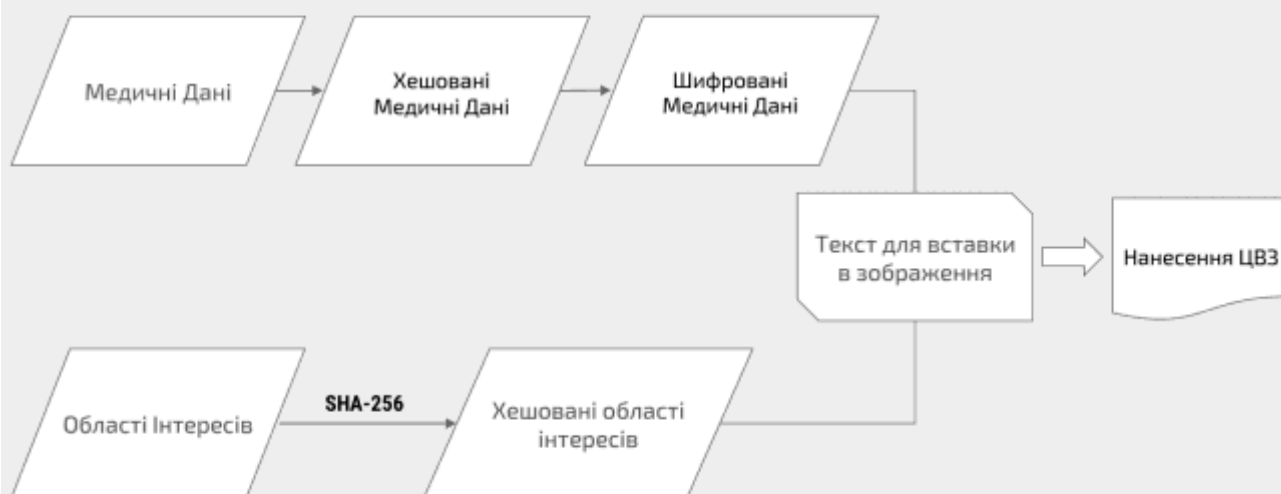 Медичні Дані
Хешовані
Медичні Дані
Шифровані
Медичні Дані
Текст для вставки
в зображення
Нанесення ЦВЗ
Області Інтересів
SHA-256
Хешовані області
інтересів